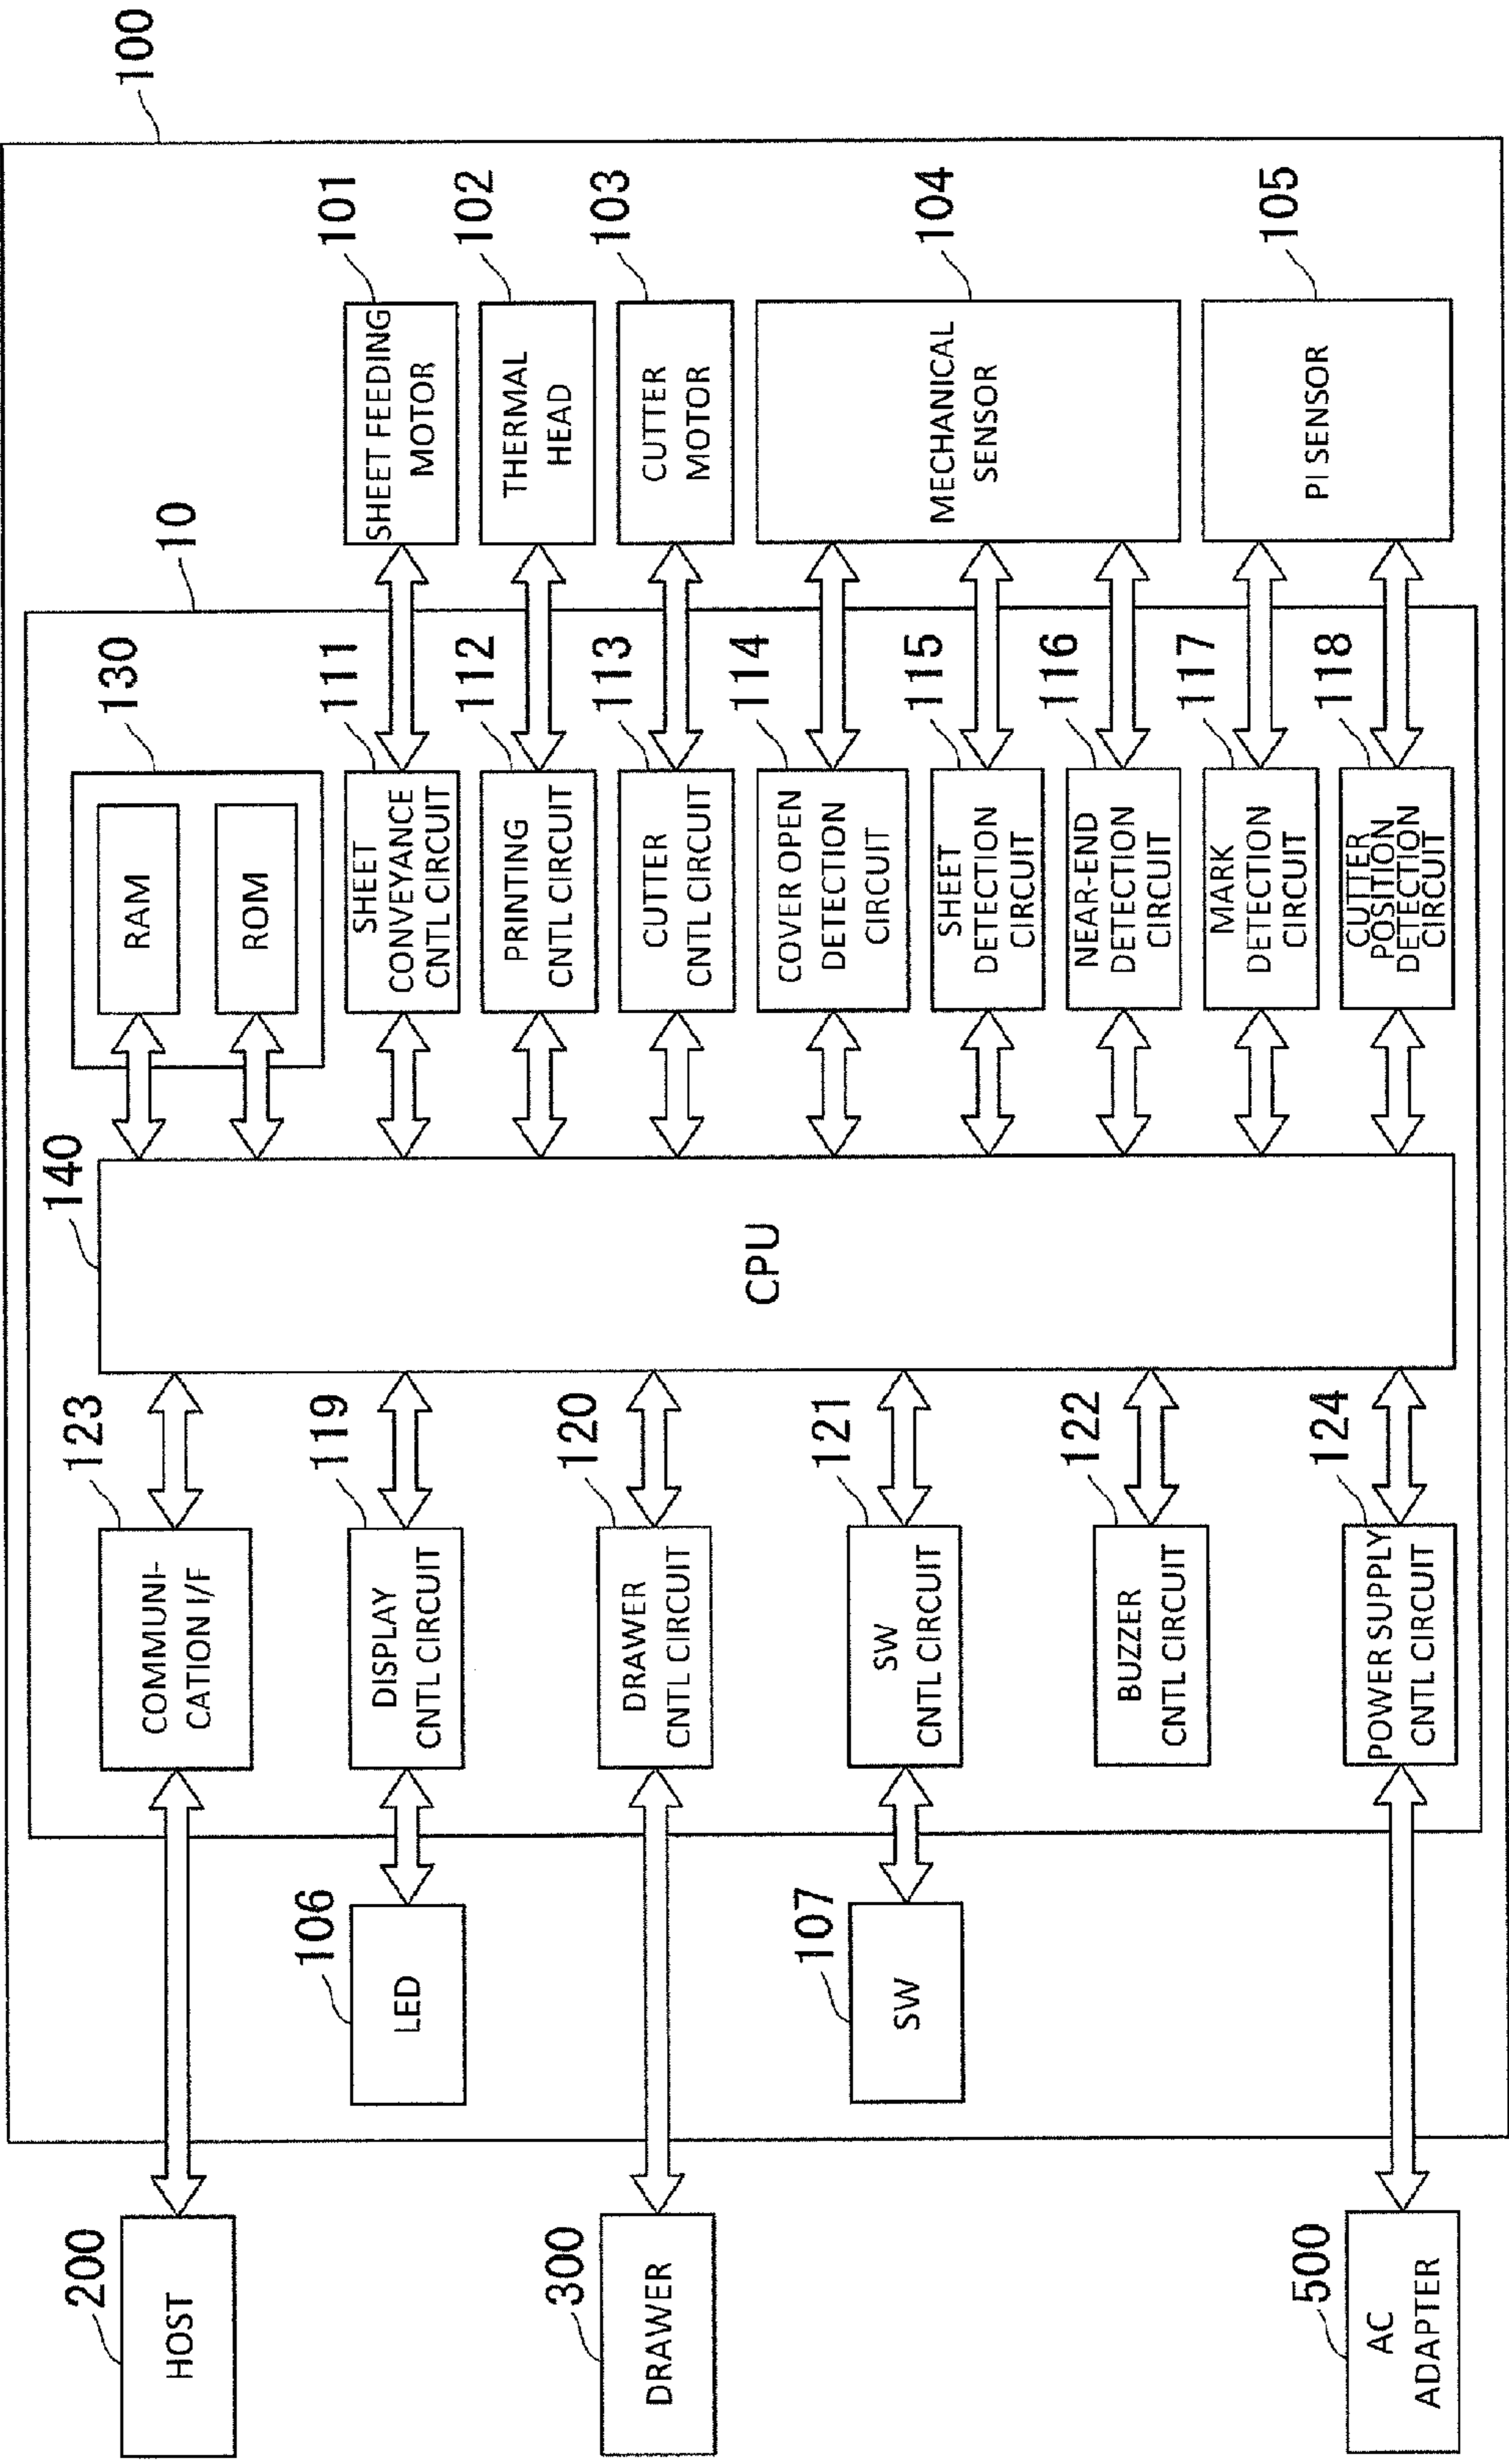 100
10
200
HOST
123
COMMUNI-
CATION I/F
140
CPU
130
RAM
ROM
106
LED
119
DISPLAY
CNTL CIRCUIT
111
SHEET
CONVEYANCE
CNTL CIRCUIT
101
SHEET FEEDING
MOTOR
112
PRINTING
CNTL CIRCUIT
102
THERMAL
HEAD
300
DRAWER
120
DRAWER
CNTL CIRCUIT
113
CUTTER
CNTL CIRCUIT
103
CUTTER
MOTOR
107
SW
121
SW
CNTL CIRCUIT
114
COVER OPEN
DETECTION
CIRCUIT
104
MECHANICAL
SENSOR
115
SHEET
DETECTION
CIRCUIT
122
BUZZER
CNTL CIRCUIT
116
NEAR-END
DETECTION
CIRCUIT
117
MARK
DETECTION
CIRCUIT
105
PI SENSOR
500
AC
ADAPTER
124
POWER SUPPLY
CNTL CIRCUIT
118
CUTTER
POSITION
DETECTION
CIRCUIT